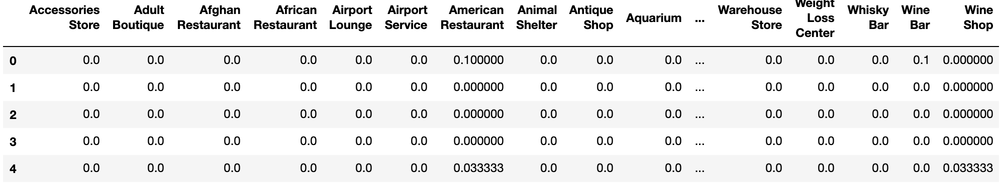 Accessories Store Adult Boutique Afghan Restaurant African Restaurant Airport Lounge Airport Service American Restaurant Animal Shelter Antique Shop Aquarium ... Warehouse Store Weight Loss Center Whisky Bar Wine Bar Wine Shop
0 0.0 0.0 0.0 0.0 0.0 0.0 0.100000 0.0 0.0 0.0 ... 0.0 0.0 0.0 0.1 0.000000
1 0.0 0.0 0.0 0.0 0.0 0.0 0.000000 0.0 0.0 0.0 ... 0.0 0.0 0.0 0.0 0.000000
2 0.0 0.0 0.0 0.0 0.0 0.0 0.000000 0.0 0.0 0.0 ... 0.0 0.0 0.0 0.0 0.000000
3 0.0 0.0 0.0 0.0 0.0 0.0 0.000000 0.0 0.0 0.0 ... 0.0 0.0 0.0 0.0 0.000000
4 0.0 0.0 0.0 0.0 0.0 0.0 0.033333 0.0 0.0 0.0 ... 0.0 0.0 0.0 0.0 0.033333